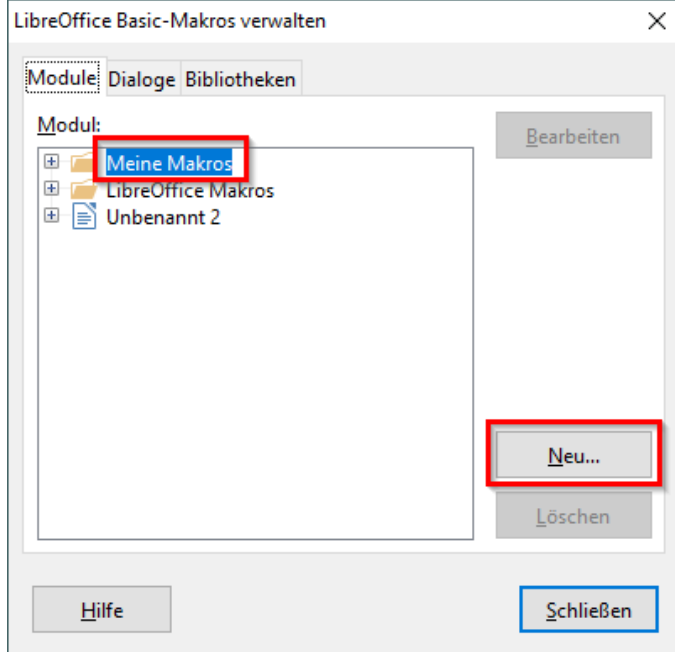 LibreOffice Basic-Makros verwalten
Module Dialoge Bibliotheken
Modul:
Bearbeiten
Meine Makros
LibreOffice Makros
Unbenannt 2
Neu...
Löschen
Hilfe
Schließen